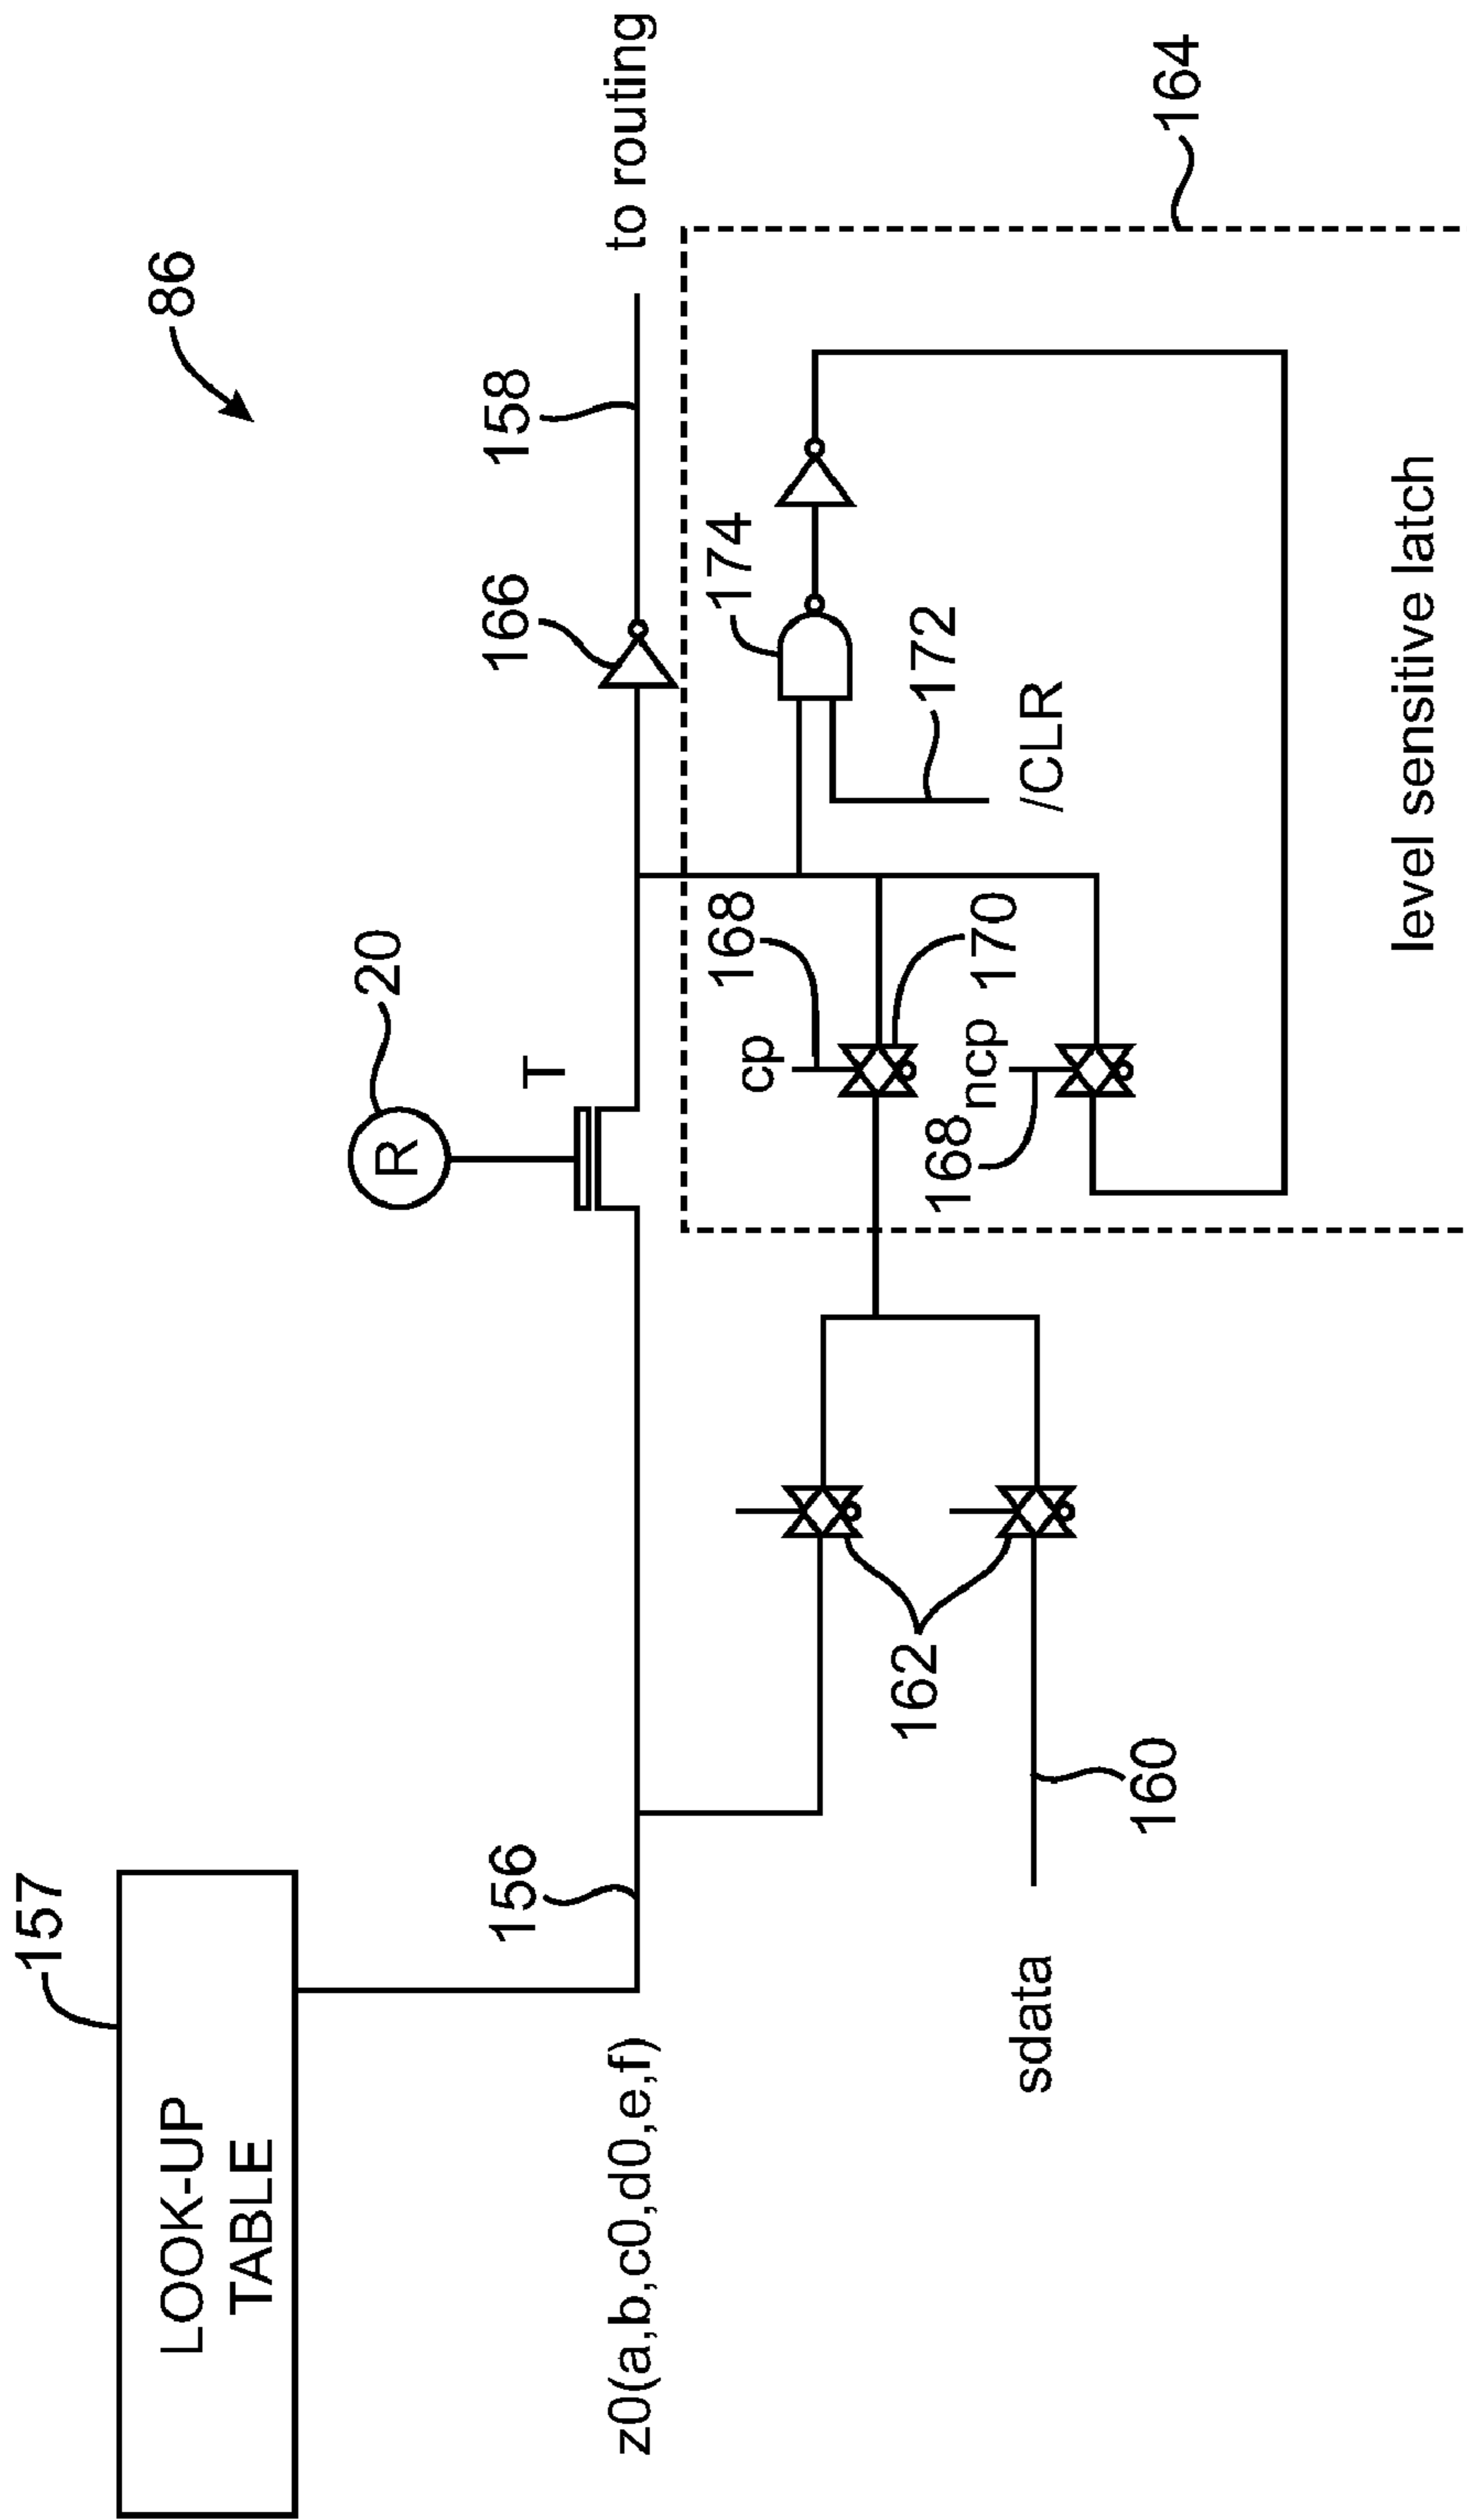 86
157
LOOK-UP
TABLE
20
R
T
156
166
158
z0(a,b,c0,d0,e,f)
to routing
cp
168
174
162
168
ncp
170
172
/CLR
164
sdata
160
level sensitive latch